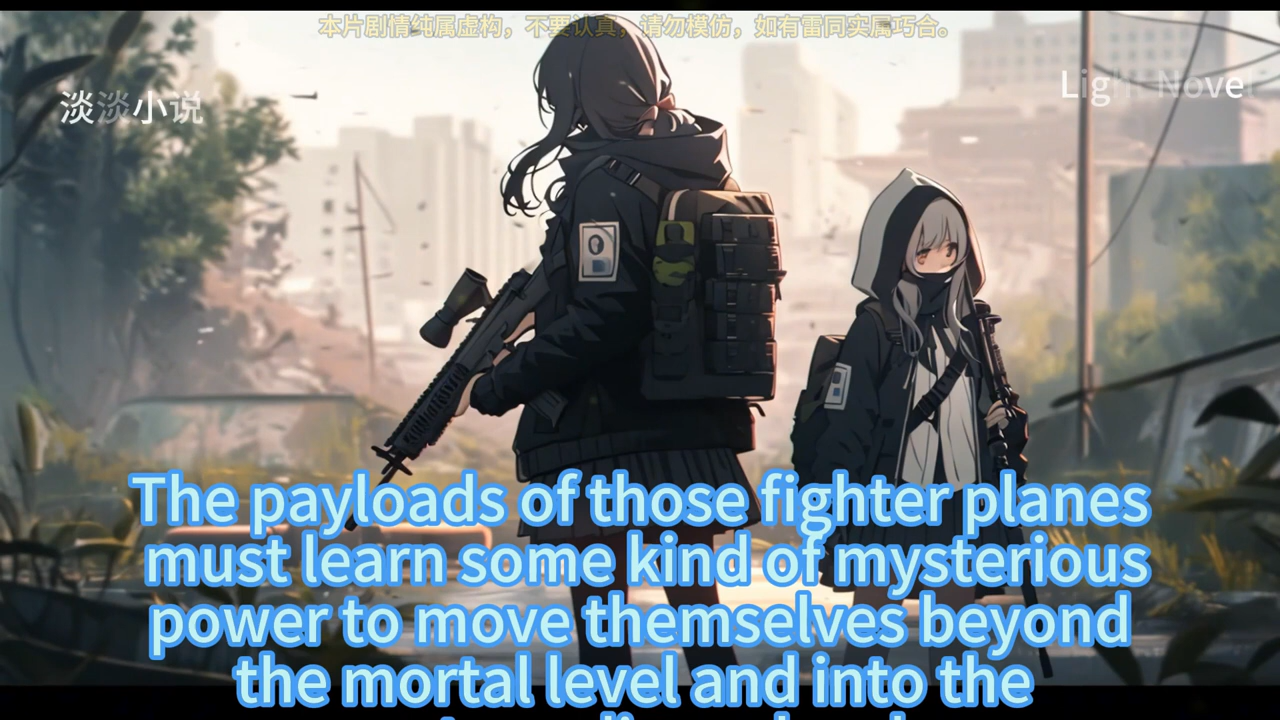 本片剧情纯属虚构，不要认真，请勿模仿，如有雷同实属巧合。
淡淡小说
Light Novel
The payloads of those fighter planes
must learn some kind of mysterious
power to move themselves beyond
the mortal level and into the